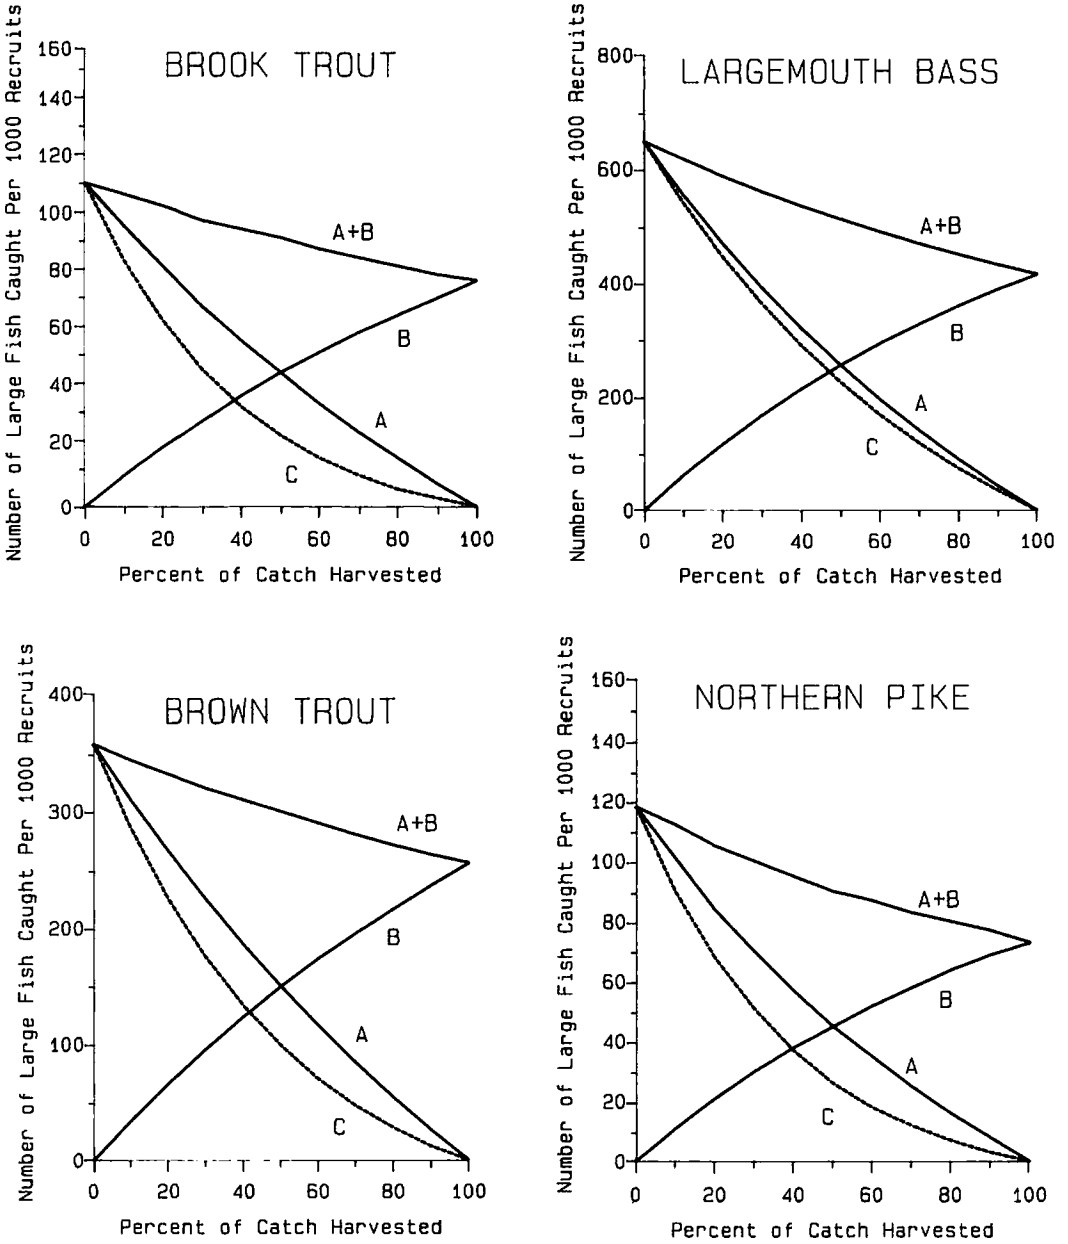 BROOK TROUT
Number of Large Fish Caught Per 1000 Recruits
160
140
120
100
80
60
40
20
0
A+B
B
A
C
0 20 40 60 80 100
Percent of Catch Harvested
LARGEMOUTH BASS
Number of Large Fish Caught Per 1000 Recruits
800
600
400
200
0
A+B
B
A
C
0 20 40 60 80 100
Percent of Catch Harvested
BROWN TROUT
Number of Large Fish Caught Per 1000 Recruits
400
300
200
100
0
A+B
B
A
C
0 20 40 60 80 100
Percent of Catch Harvested
NORTHERN PIKE
Number of Large Fish Caught Per 1000 Recruits
160
140
120
100
80
60
40
20
0
A+B
B
A
C
0 20 40 60 80 100
Percent of Catch Harvested